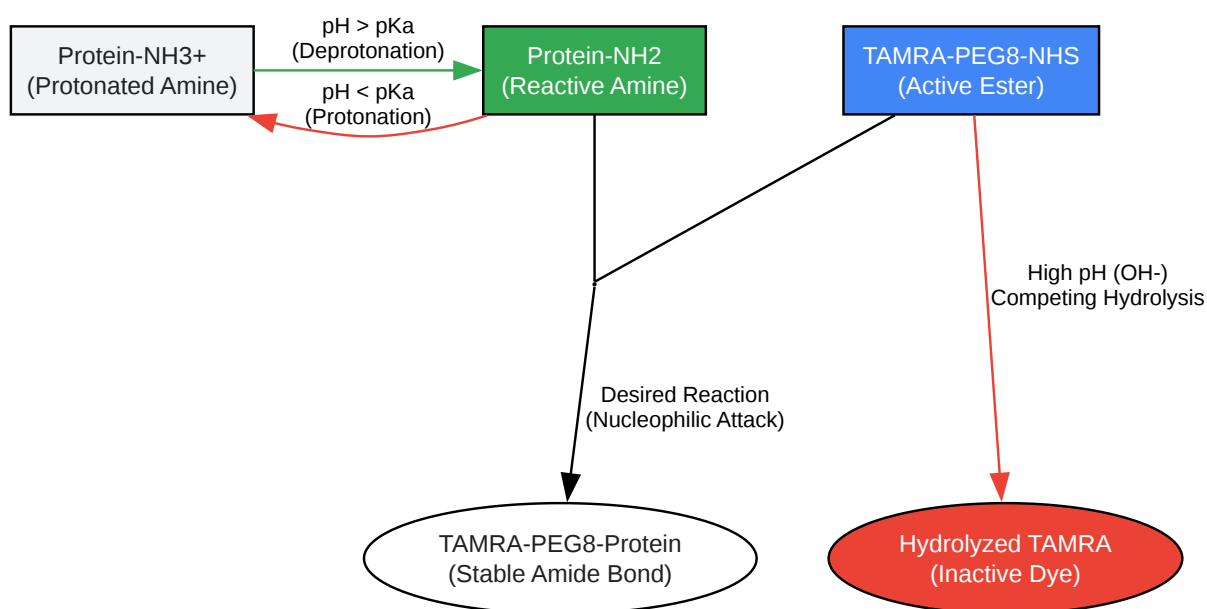 Protein-NH3+
(Protonated Amine)
pH > pKa
(Deprotonation)
pH < pKa
(Protonation)
Protein-NH2
(Reactive Amine)
TAMRA-PEG8-NHS
(Active Ester)
High pH (OH-)
Competing Hydrolysis
Desired Reaction
(Nucleophilic Attack)
TAMRA-PEG8-Protein
(Stable Amide Bond)
Hydrolyzed TAMRA
(Inactive Dye)